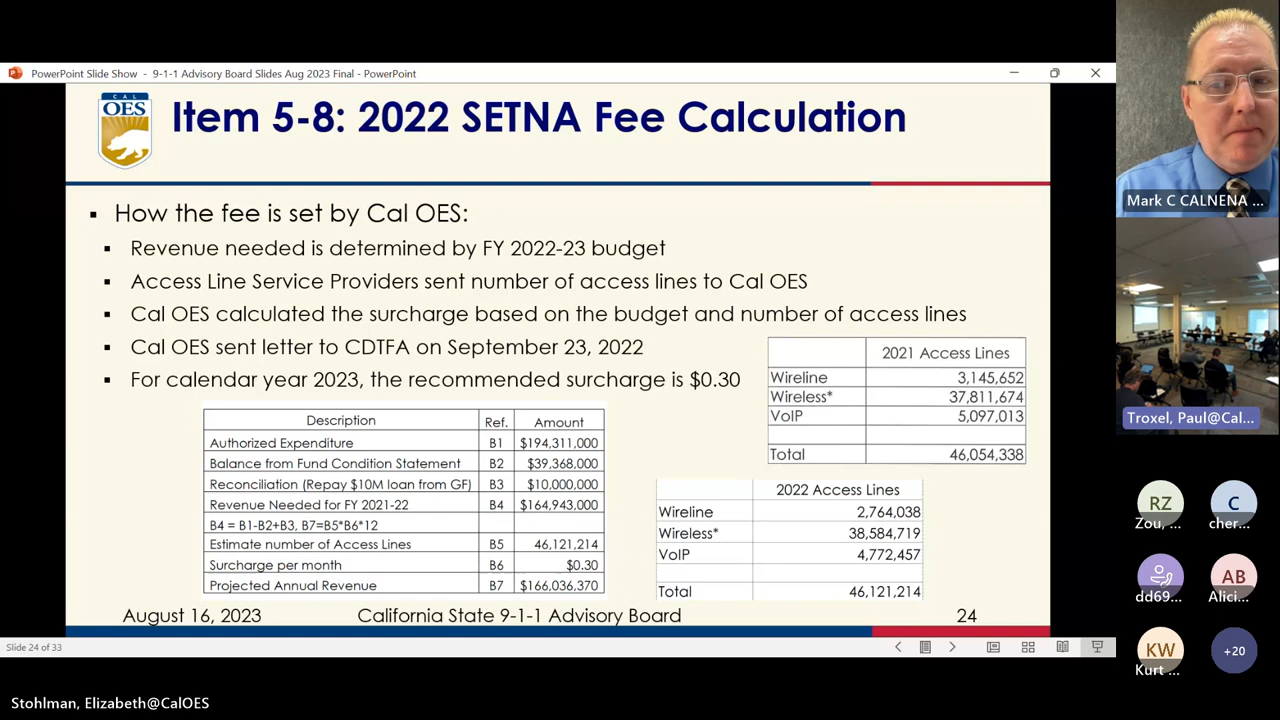 PowerPoint Slide Show - 9-1-1 Advisory Board Slides Aug 2023 Final - PowerPoint
CAL
OES
Item 5-8: 2022 SETNA Fee Calculation
▪ How the fee is set by Cal OES:
▪ Revenue needed is determined by FY 2022-23 budget
▪ Access Line Service Providers sent number of access lines to Cal OES
▪ Cal OES calculated the surcharge based on the budget and number of access lines
▪ Cal OES sent letter to CDTFA on September 23, 2022
▪ For calendar year 2023, the recommended surcharge is $0.30
2021 Access Lines
Wireline 3,145,652
Wireless* 37,811,674
VoIP 5,097,013
Total 46,054,338
Description Ref. Amount
Authorized Expenditure B1 $194,311,000
Balance from Fund Condition Statement B2 $39,368,000
Reconciliation (Repay $10M loan from GF) B3 $10,000,000
Revenue Needed for FY 2021-22 B4 $164,943,000
B4 = B1-B2+B3, B7=B5*B6*12
Estimate number of Access Lines B5 46,121,214
Surcharge per month B6 $0.30
Projected Annual Revenue B7 $166,036,370
2022 Access Lines
Wireline 2,764,038
Wireless* 38,584,719
VoIP 4,772,457
Total 46,121,214
August 16, 2023 California State 9-1-1 Advisory Board 24
Slide 24 of 33
Mark C CALNENA ...
Troxel, Paul@Cal...
RZ C
Zou, ... cher...
AB
dd69... Alici...
KW +20
Kurt ...
Stohlman, Elizabeth@CalOES